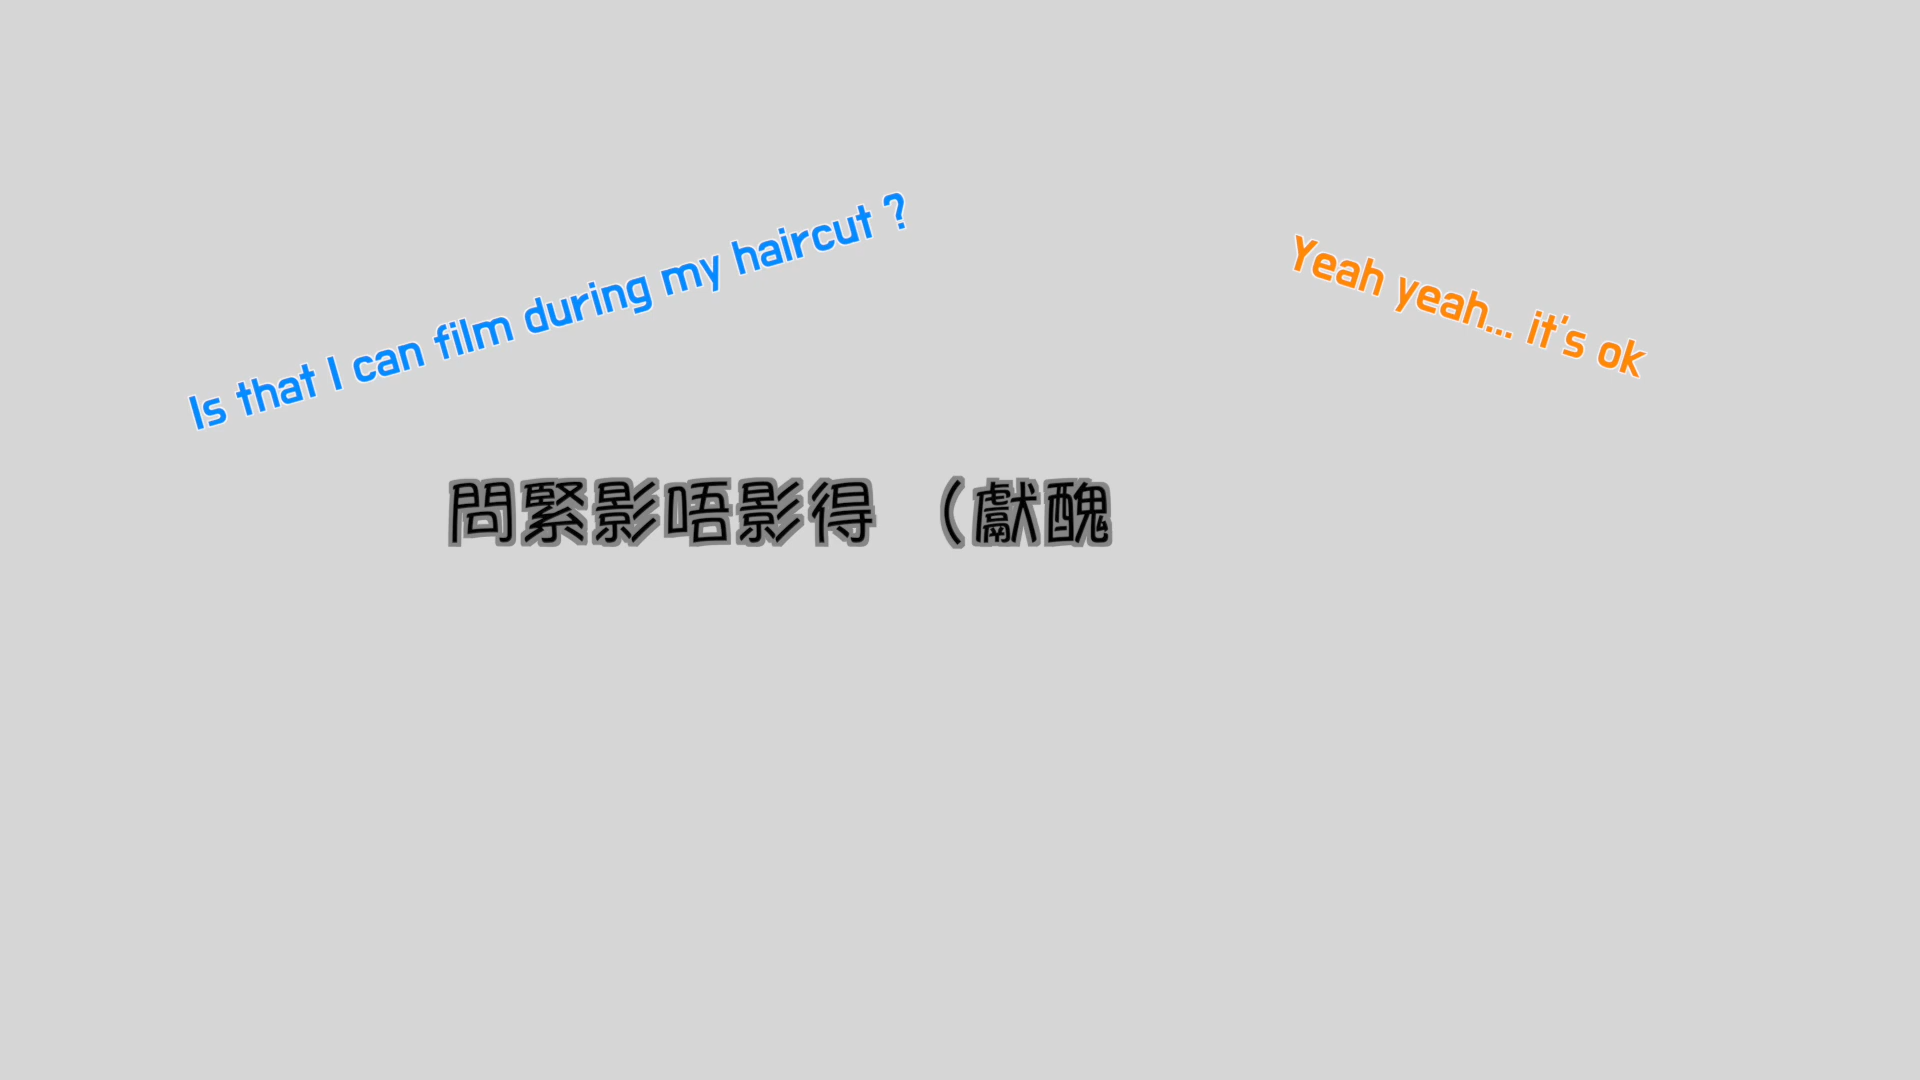 Is that I can film during my haircut ?
Yeah yeah... it's ok
問緊影唔影得 （獻醜